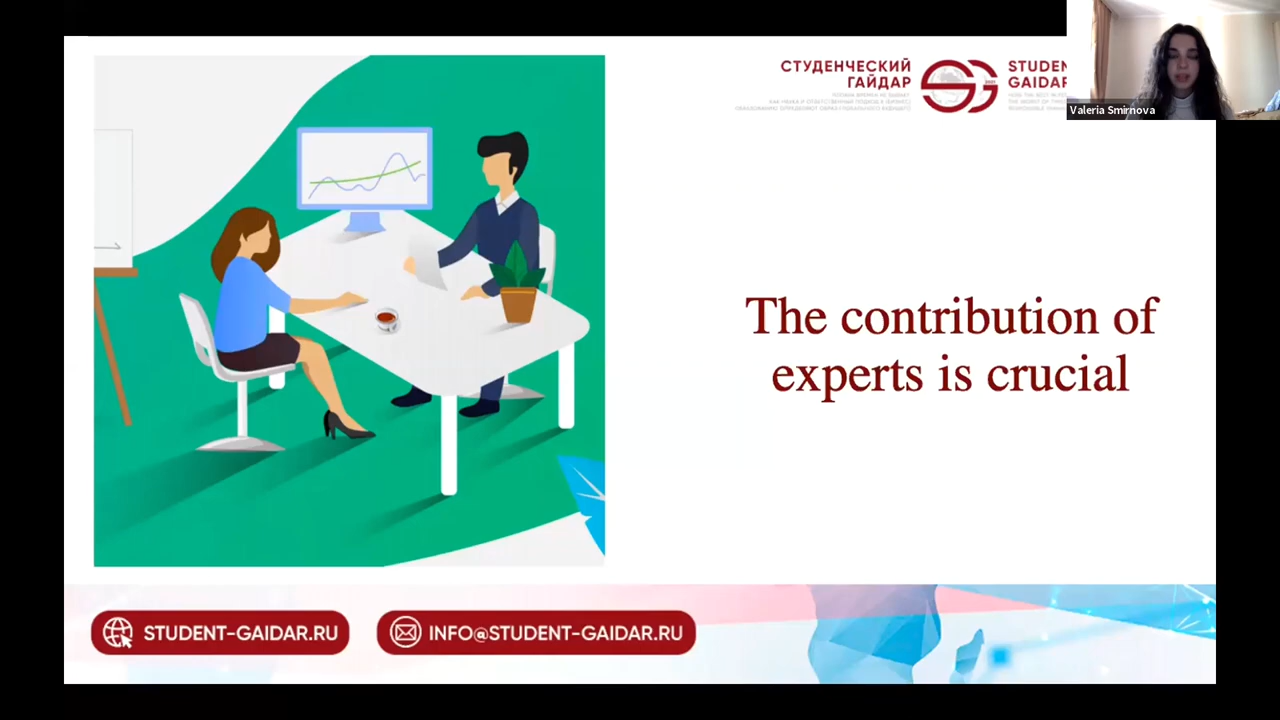 СТУДЕНЧЕСКИЙ
ГАЙДАР
STUDEN
GAIDAR
Valeria Smirnova
The contribution of
experts is crucial
STUDENT-GAIDAR.RU
INFO@STUDENT-GAIDAR.RU